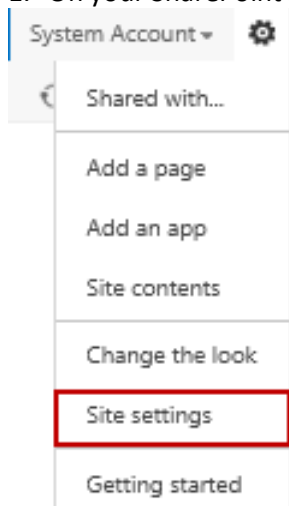 System Account
Shared with...
Add a page
Add an app
Site contents
Change the look
Site settings
Getting started